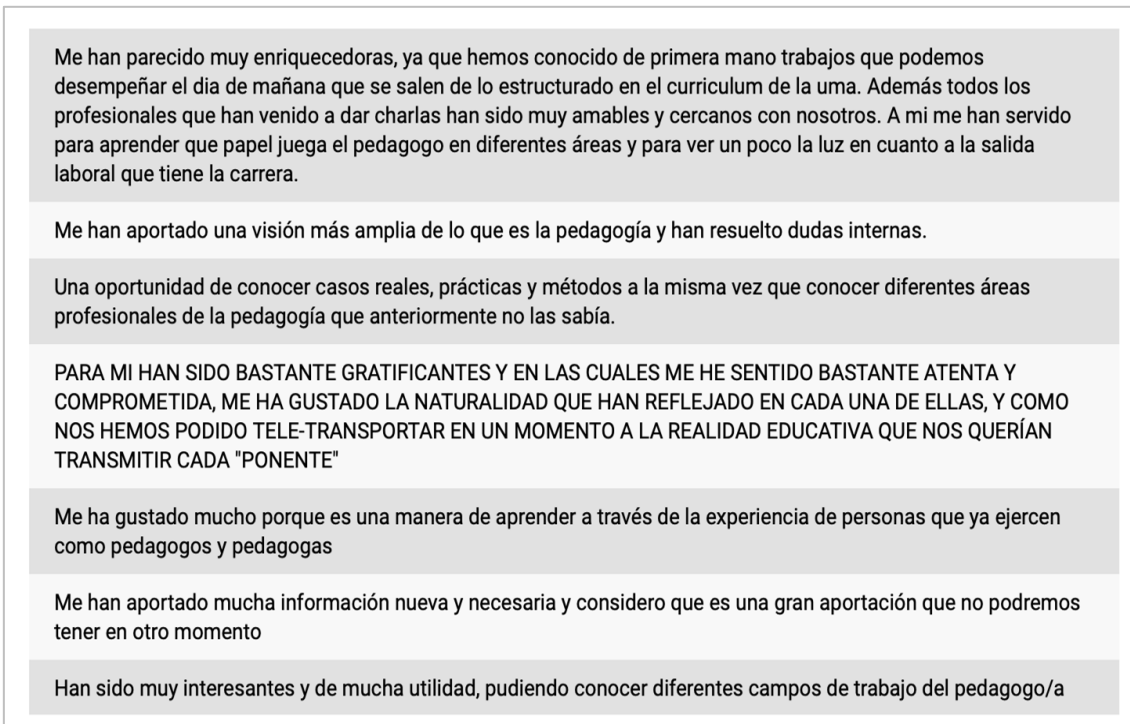 Me han parecido muy enriquecedoras, ya que hemos conocido de primera mano trabajos que podemos
desempeñar el dia de mañana que se salen de lo estructurado en el curriculum de la uma. Además todos los
profesionales que han venido a dar charlas han sido muy amables y cercanos con nosotros. A mi me han servido
para aprender que papel juega el pedagogo en diferentes áreas y para ver un poco la luz en cuanto a la salida
laboral que tiene la carrera.
Me han aportado una visión más amplia de lo que es la pedagogía y han resuelto dudas internas.
Una oportunidad de conocer casos reales, prácticas y métodos a la misma vez que conocer diferentes áreas
profesionales de la pedagogía que anteriormente no las sabía.
PARA MI HAN SIDO BASTANTE GRATIFICANTES Y EN LAS CUALES ME HE SENTIDO BASTANTE ATENTA Y
COMPROMETIDA, ME HA GUSTADO LA NATURALIDAD QUE HAN REFLEJADO EN CADA UNA DE ELLAS, Y COMO
NOS HEMOS PODIDO TELE-TRANSPORTAR EN UN MOMENTO A LA REALIDAD EDUCATIVA QUE NOS QUERÍAN
TRANSMITIR CADA "PONENTE"
Me ha gustado mucho porque es una manera de aprender a través de la experiencia de personas que ya ejercen
como pedagogos y pedagogas
Me han aportado mucha información nueva y necesaria y considero que es una gran aportación que no podremos
tener en otro momento
Han sido muy interesantes y de mucha utilidad, pudiendo conocer diferentes campos de trabajo del pedagogo/a